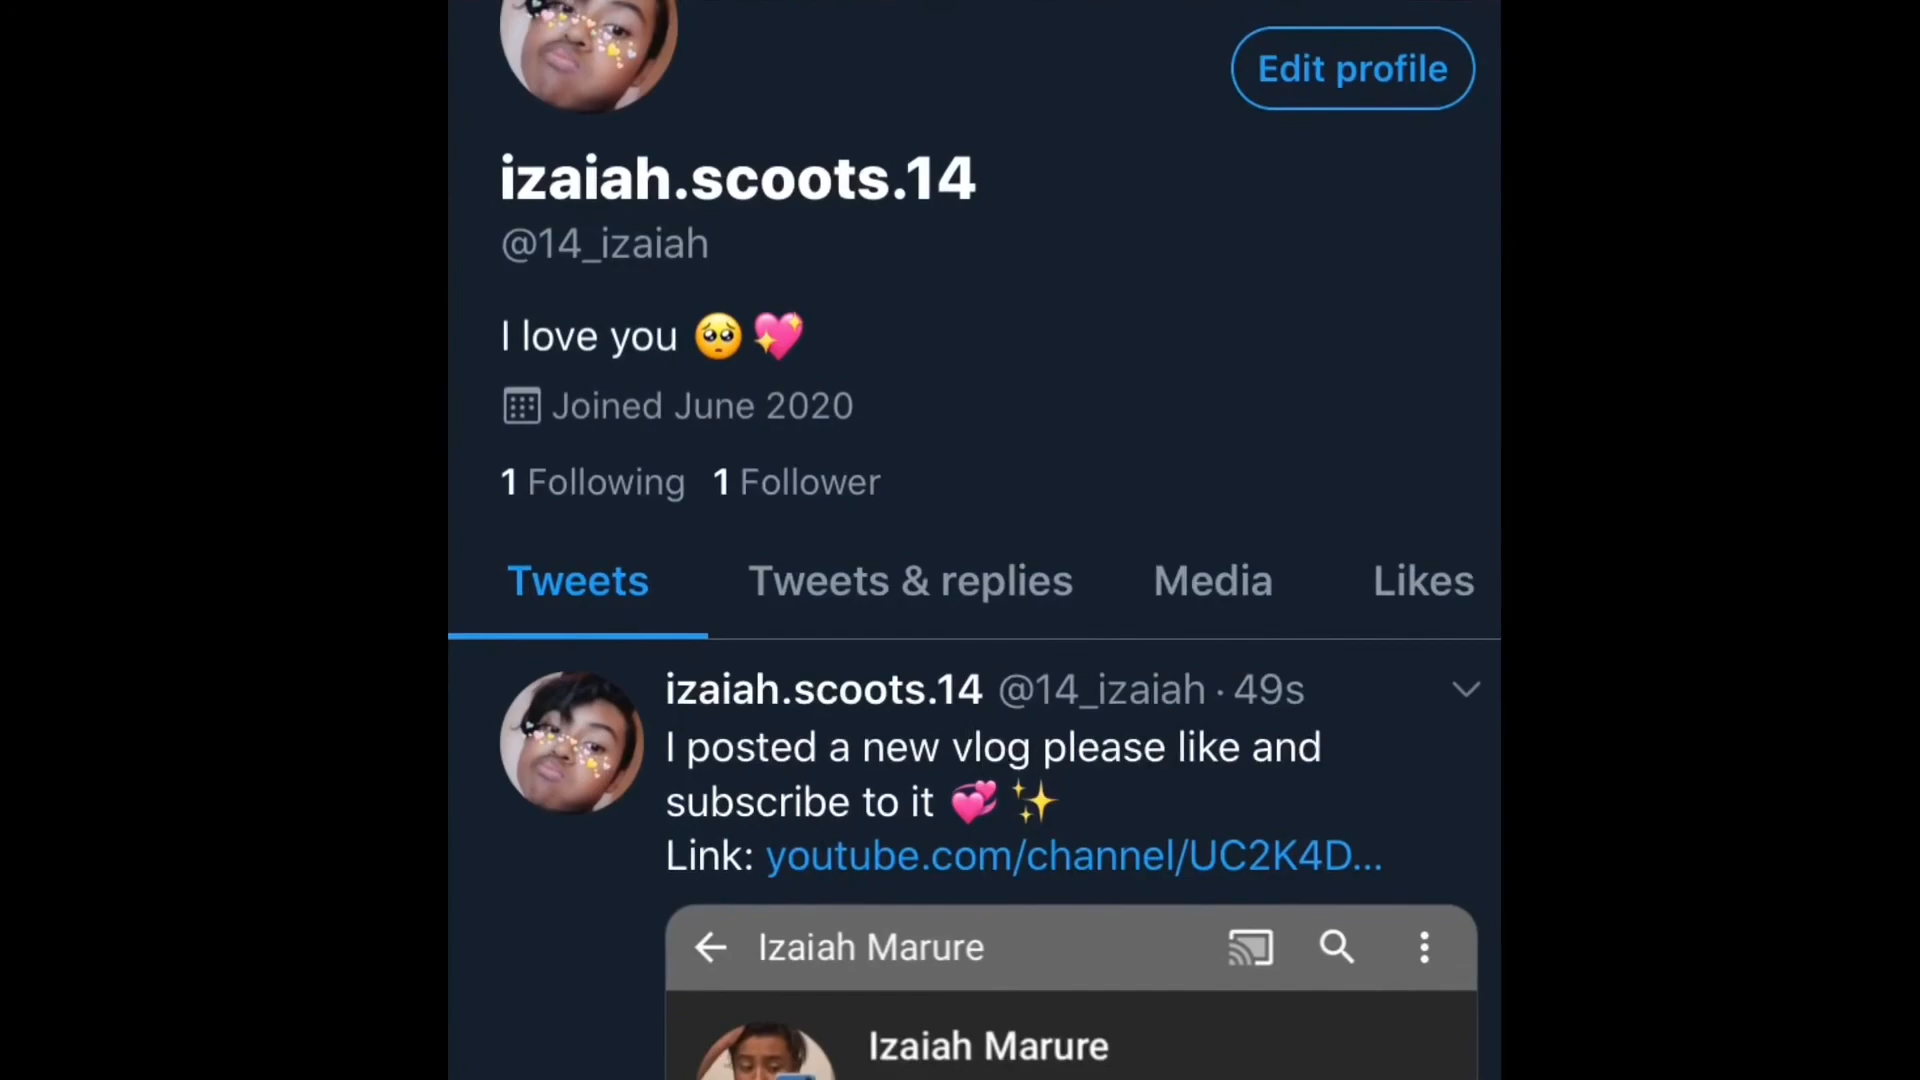 Edit profile
izaiah.scoots.14
@14_izaiah
I love you 🥺 💖
Joined June 2020
1 Following 1 Follower
Tweets Tweets & replies Media Likes
izaiah.scoots.14 @14_izaiah · 49s
I posted a new vlog please like and
subscribe to it 💞 ✨
Link: youtube.com/channel/UC2K4D...
Izaiah Marure
Izaiah Marure